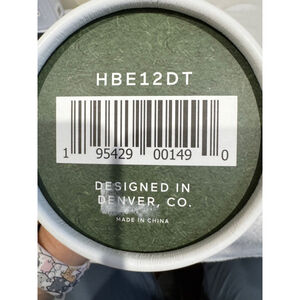 HBE12DT
1 95429 00149 0
DESIGNED IN
DENVER, CO.
MADE IN CHINA